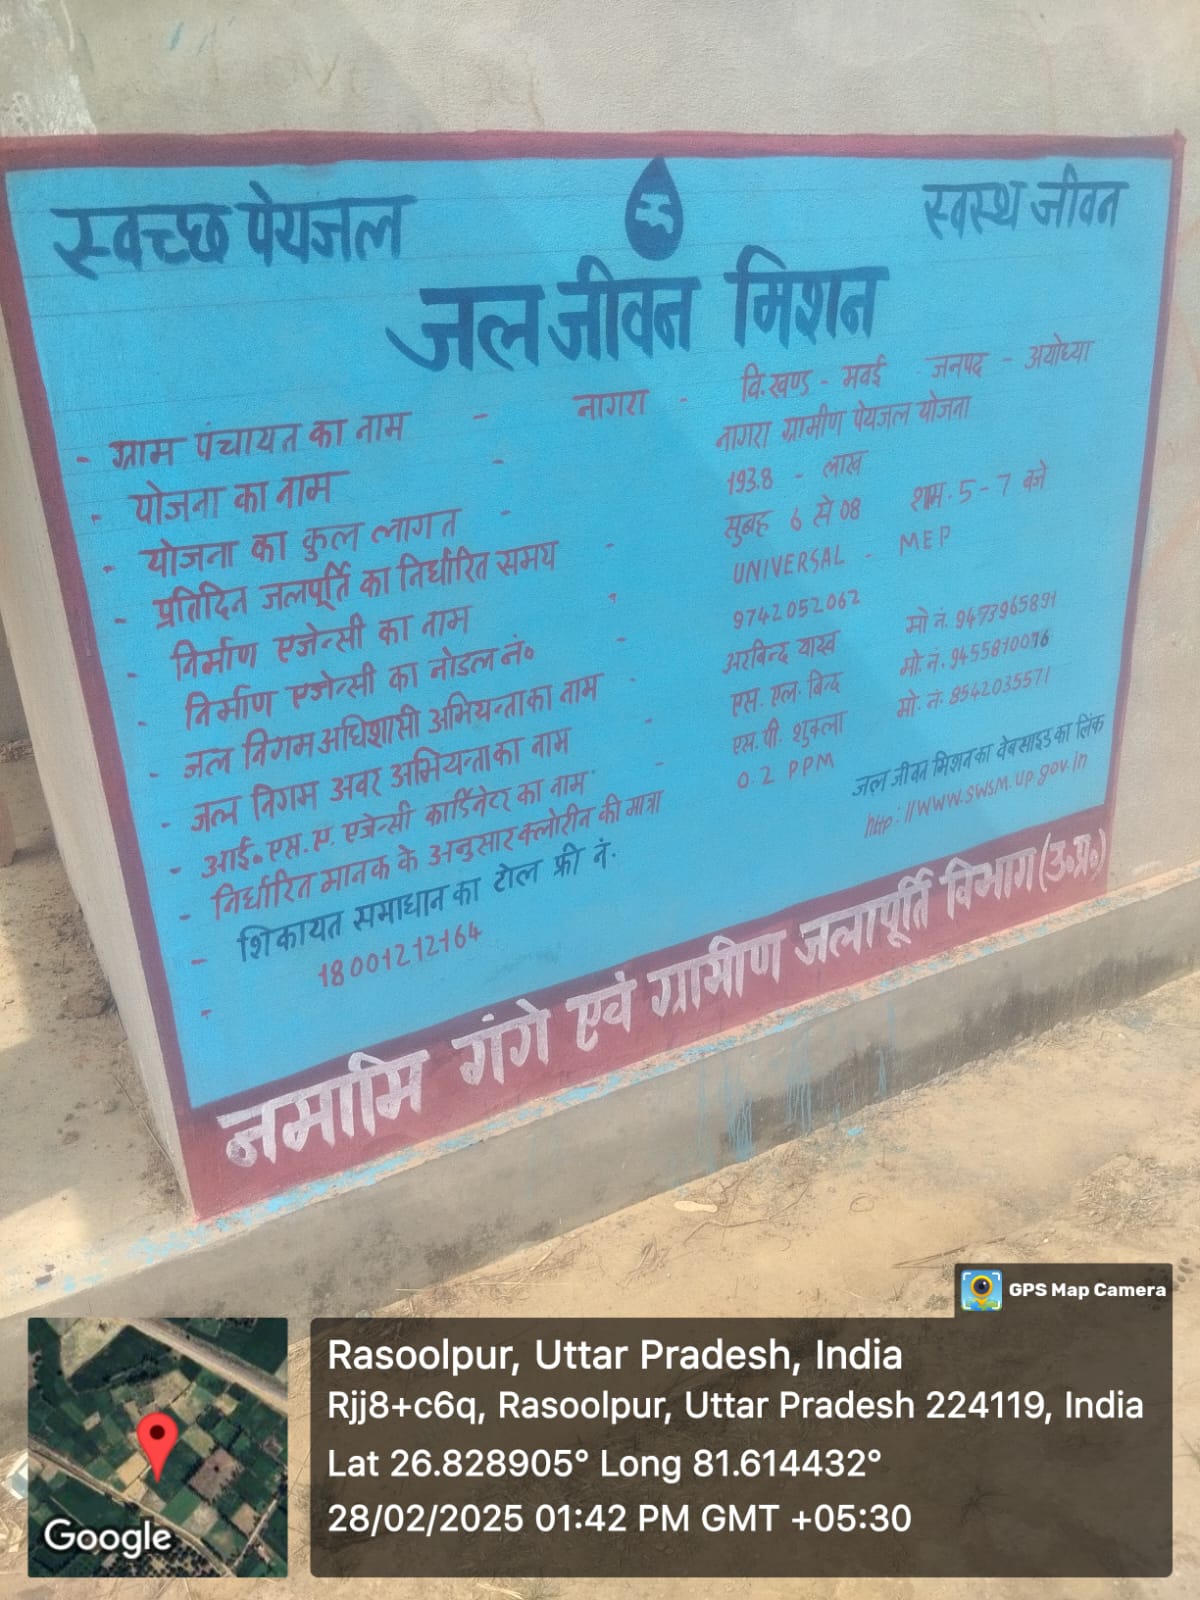 स्वच्छ पेयजल
स्वस्थ जीवन
जल जीवन मिशन
- ग्राम पंचायत का नाम - नागरा - वि.खण्ड - मवई जनपद - अयोध्या
- योजना का नाम - नागरा ग्रामीण पेयजल योजना
- योजना का कुल लागत - 193.8 - लाख
- प्रतिदिन जलपूर्ति का निर्धारित समय - सुबह 6 से 08 शाम. 5-7 बजे
- निर्माण एजेन्सी का नाम - UNIVERSAL - MEP
- निर्माण एजेन्सी का नोडल नं० - 9742052062
- जल निगम अधिशासी अभियन्ता का नाम - अरबिन्द यादव मो नं. 9473965891
- जल निगम अवर अभियन्ता का नाम - एस. एल. बिन्द मो. नं. 9455810076
- आई०एस.ए. एजेन्सी कार्डिनेटर का नाम - एस. पी. शुक्ला मो. नं. 8542035571
- निर्धारित मानक के अनुसार क्लोरीन की मात्रा - 0.2 PPM
- शिकायत समाधान का टोल फ्री नं.
18001212164
जल जीवन मिशन का वेबसाइड का लिंक
http://www.swsm.up.gov.in
नमामि गंगे एवं ग्रामीण जलापूर्ति विभाग (उ०प्र०)
GPS Map Camera
Rasoolpur, Uttar Pradesh, India
Rjj8+c6q, Rasoolpur, Uttar Pradesh 224119, India
Lat 26.828905° Long 81.614432°
28/02/2025 01:42 PM GMT +05:30
Google